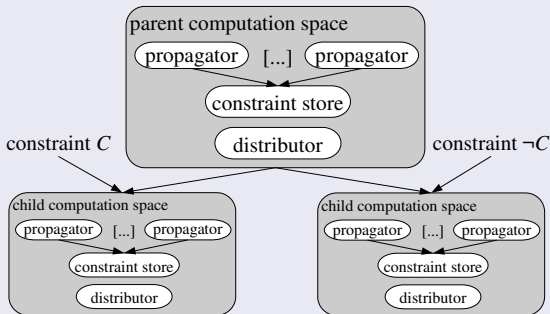 parent computation space
propagator [...] propagator
constraint store
distributor
constraint C
constraint ¬C
child computation space
propagator [...] propagator
constraint store
distributor
child computation space
propagator [...] propagator
constraint store
distributor